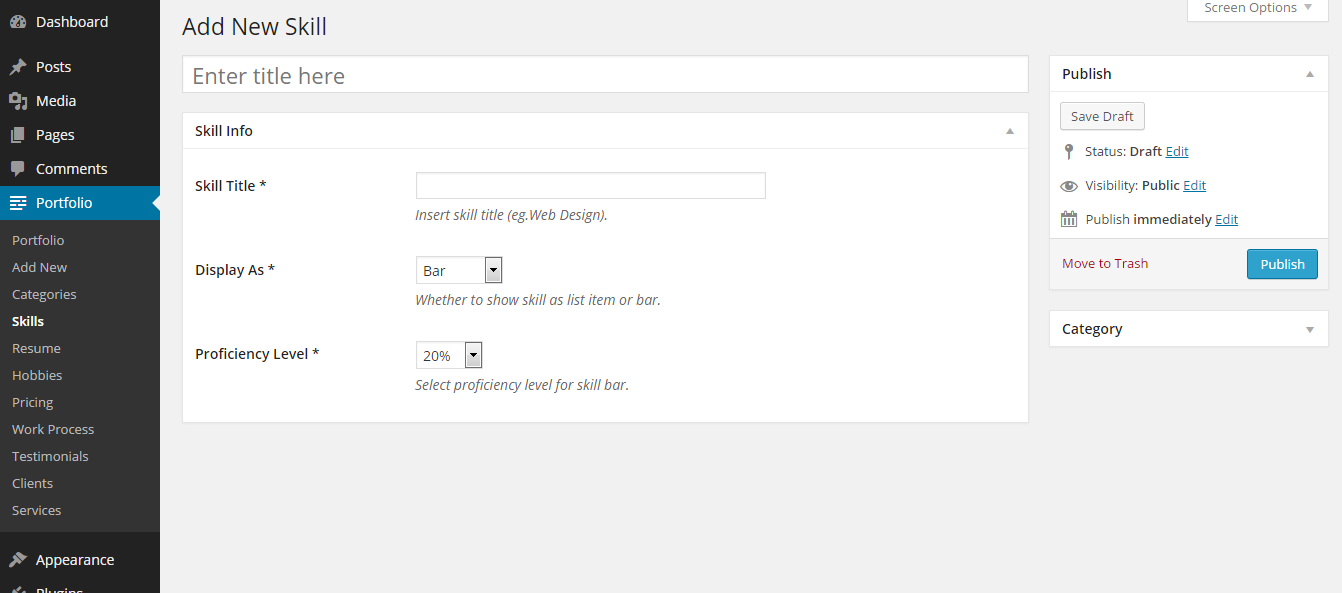 Dashboard
Posts
Media
Pages
Comments
Portfolio
Portfolio
Add New
Categories
Skills
Resume
Hobbies
Pricing
Work Process
Testimonials
Clients
Services
Appearance
Plugins
Screen Options
Add New Skill
Enter title here
Skill Info
Skill Title *
Insert skill title (eg.Web Design).
Display As *
Bar
Whether to show skill as list item or bar.
Proficiency Level *
20%
Select proficiency level for skill bar.
Publish
Save Draft
Status: Draft Edit
Visibility: Public Edit
Publish immediately Edit
Move to Trash
Publish
Category